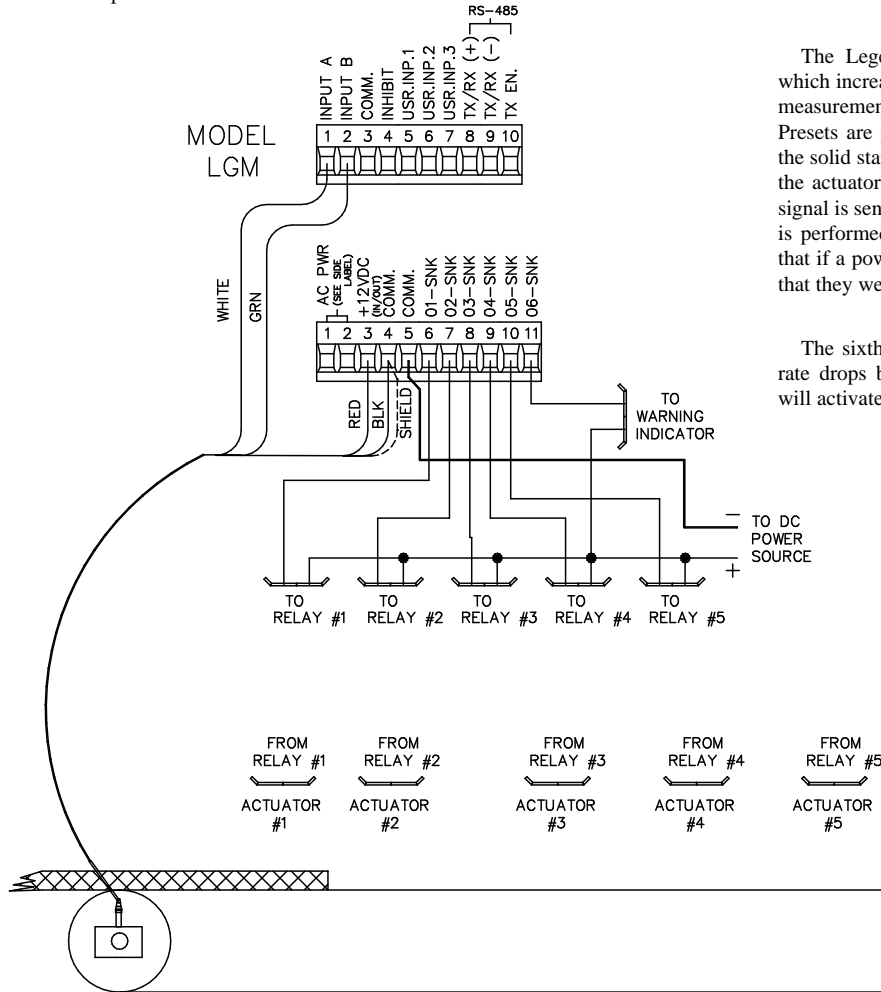 RS-485
INPUT A
INPUT B
COMM.
INHIBIT
USR.INP.1
USR.INP.2
USR.INP.3
TX/RX (+)
TX/RX (-)
TX EN.
MODEL
LGM
1 2 3 4 5 6 7 8 9 10
AC PWR
(SEE SIDE
LABEL)
+12VDC
(IN/OUT)
COMM.
COMM.
01-SNK
02-SNK
03-SNK
04-SNK
05-SNK
06-SNK
1 2 3 4 5 6 7 8 9 10 11
WHITE
GRN
RED
BLK
SHIELD
TO
WARNING
INDICATOR
−
TO DC
POWER
SOURCE
+
TO
RELAY #1
TO
RELAY #2
TO
RELAY #3
TO
RELAY #4
TO
RELAY #5
FROM
RELAY #1
FROM
RELAY #2
FROM
RELAY #3
FROM
RELAY #4
FROM
RELAY #5
ACTUATOR
#1
ACTUATOR
#2
ACTUATOR
#3
ACTUATOR
#4
ACTUATOR
#5
The Lege
which increa
measuremen
Presets are
the solid sta
the actuator
signal is sen
is performed
that if a pow
that they we
The sixth
rate drops b
will activate